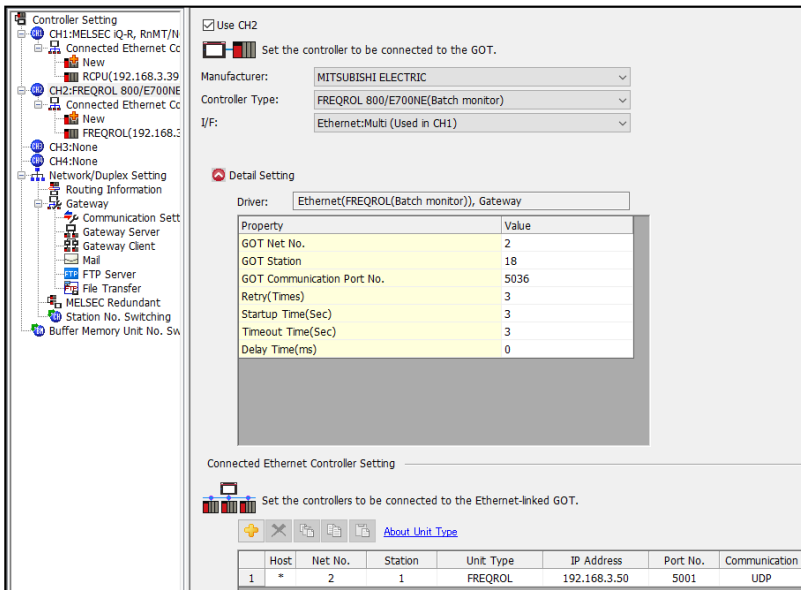 Controller Setting
CH1:MELSEC iQ-R, RnMT/N
Connected Ethernet Co
New
RCPU(192.168.3.39
CH2:FREQROL 800/E700NE
Connected Ethernet Co
New
FREQROL(192.168.3
CH3:None
CH4:None
Network/Duplex Setting
Routing Information
Gateway
Communication Sett
Gateway Server
Gateway Client
Mail
FTP Server
File Transfer
MELSEC Redundant
Station No. Switching
Buffer Memory Unit No. Sw
Use CH2
Set the controller to be connected to the GOT.
Manufacturer: MITSUBISHI ELECTRIC
Controller Type: FREQROL 800/E700NE(Batch monitor)
I/F: Ethernet:Multi (Used in CH1)
Detail Setting
Driver: Ethernet(FREQROL(Batch monitor)), Gateway
Property Value
GOT Net No. 2
GOT Station 18
GOT Communication Port No. 5036
Retry(Times) 3
Startup Time(Sec) 3
Timeout Time(Sec) 3
Delay Time(ms) 0
Connected Ethernet Controller Setting
Set the controllers to be connected to the Ethernet-linked GOT.
About Unit Type
Host Net No. Station Unit Type IP Address Port No. Communication
1 * 2 1 FREQROL 192.168.3.50 5001 UDP